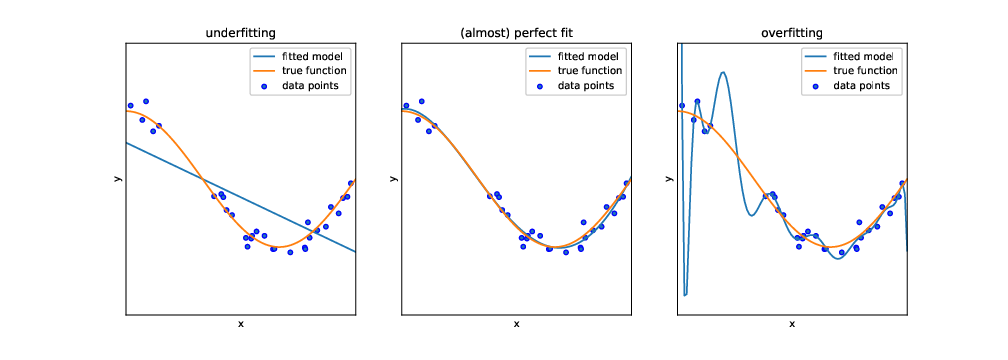 underfitting
fitted model
true function
data points
y
x
(almost) perfect fit
fitted model
true function
data points
y
x
overfitting
fitted model
true function
data points
y
x